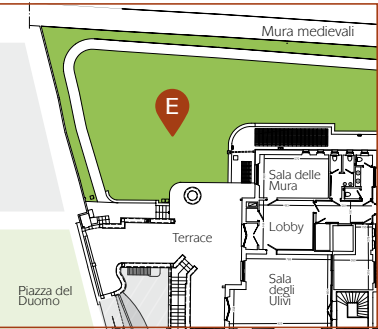 Mura medievali
E
Sala delle
Mura
Lobby
Terrace
Sala
degli
Ulivi
Piazza del
Duomo